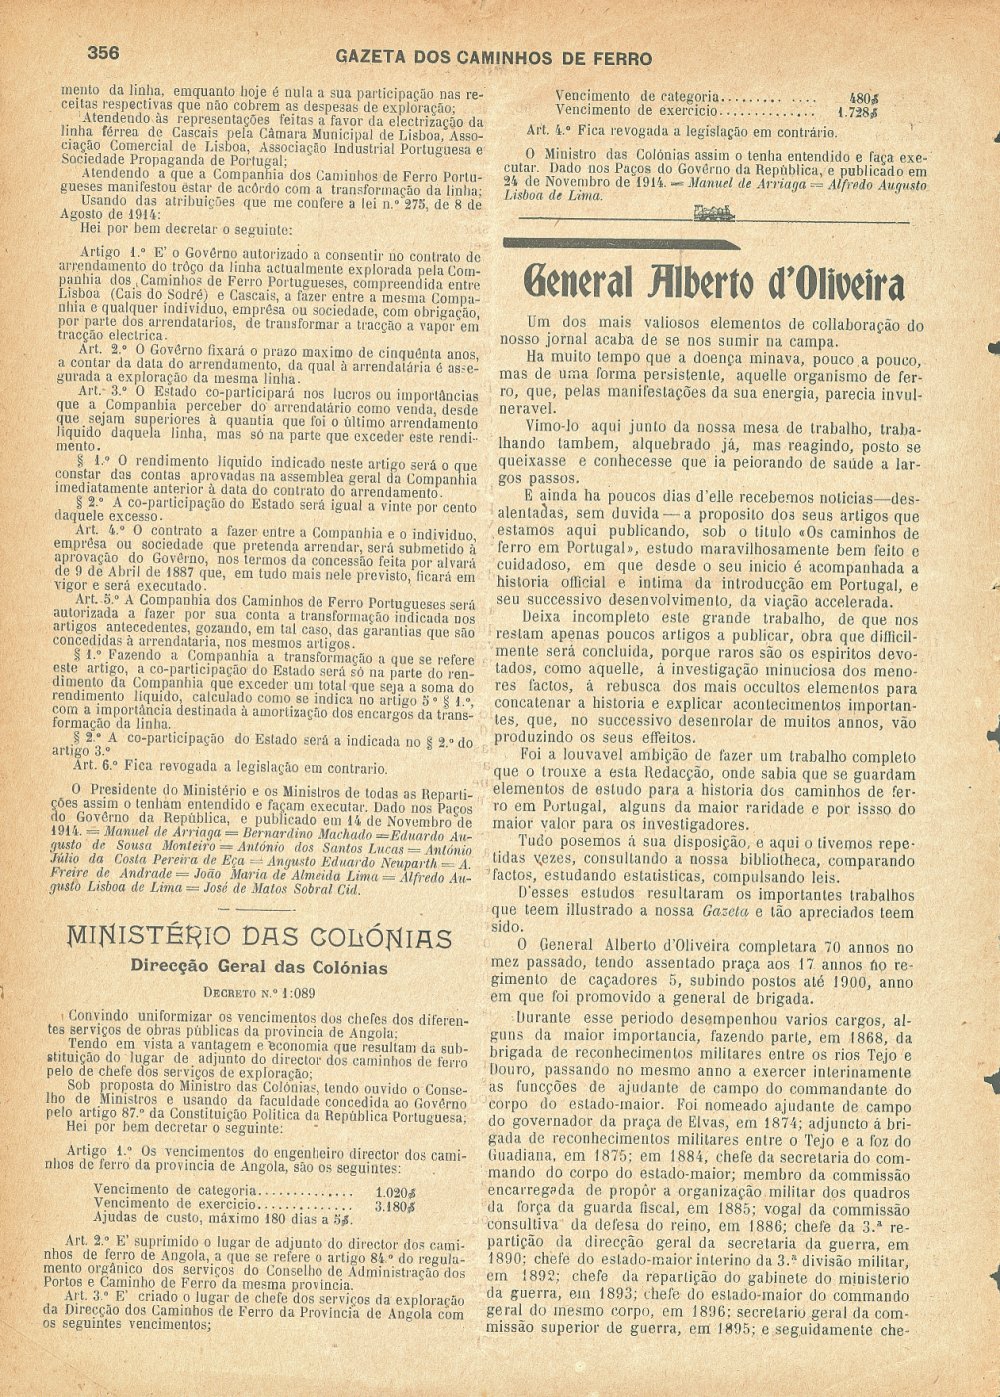 356
GAZETA DOS CAMINHOS DE FERRO
mento da linha, emquanto hoje é nula a sua participação nas re-
ceitas respectivas que não cobrem as despesas de exploração;
Atendendo às representações feitas a favor da electrização da
linha férrea de Cascais pela Câmara Municipal de Lisboa, Asso-
ciação Comercial de Lisboa, Associação Industrial Portuguesa e
Sociedade Propaganda de Portugal;
Atendendo a que a Companhia dos Caminhos de Ferro Portu-
gueses manifestou estar de acôrdo com a transformação da linha;
Usando das atribuições que me confere a lei n.º 275, de 8 de
Agosto de 1914:
Hei por bem decretar o seguinte:
Artigo 1.º E' o Govêrno autorizado a consentir no contrato de
arrendamento do trôço da linha actualmente explorada pela Com-
panhia dos Caminhos de Ferro Portugueses, compreendida entre
Lisboa (Cais do Sodré) e Cascais, a fazer entre a mesma Compa-
nhia e qualquer individuo, emprêsa ou sociedade, com obrigação,
por parte dos arrendatarios, de transformar a tracção a vapor em
tracção electrica.
Art. 2.º O Govêrno fixará o prazo maximo de cinquênta anos,
a contar da data do arrendamento, da qual à arrendatária é asse-
gurada a exploração da mesma linha.
Art. 3.º O Estado co-participará nos lucros ou importâncias
que a Companhia perceber do arrendatário como venda, desde
que sejam superiores à quantia que foi o último arrendamento
liquido daquela linha, mas só na parte que exceder este rendi-
mento.
§ 1.º O rendimento liquido indicado neste artigo será o que
constar das contas aprovadas na assemblea geral da Companhia
imediatamente anterior à data do contrato do arrendamento.
§ 2.º A co-participação do Estado será igual a vinte por cento
daquele excesso.
Art. 4.º O contrato a fazer entre a Companhia e o individuo,
emprêsa ou sociedade que pretenda arrendar, será submetido à
aprovação do Govêrno, nos termos da concessão feita por alvará
de 9 de Abril de 1887 que, em tudo mais nele previsto, ficará em
vigor e será executado.
Art. 5.º A Companhia dos Caminhos de Ferro Portugueses será
autorizada a fazer por sua conta a transformação indicada nos
artigos antecedentes, gozando, em tal caso, das garantias que são
concedidas à arrendataria, nos mesmos artigos.
§ 1.º Fazendo a Companhia a transformação a que se refere
este artigo, a co-participação do Estado será só na parte do ren-
dimento da Companhia que exceder um total que seja a soma do
rendimento líquido, calculado como se indica no artigo 5º § 1.º,
com a importância destinada à amortização dos encargos da trans-
formação da linha.
§ 2.º A co-participação do Estado será a indicada no § 2.º do
artigo 3.º
Art. 6.º Fica revogada a legislação em contrario.
O Presidente do Ministério e os Ministros de todas as Reparti-
ções assim o tenham entendido e façam executar. Dado nos Paços
do Govêrno da República, e publicado em 14 de Novembro de
1914. = Manuel de Arriaga = Bernardino Machado = Eduardo Au-
gusto de Sousa Monteiro = António dos Santos Lucas = António
Júlio da Costa Pereira de Eça = Angusto Eduardo Neuparth = A.
Freire de Andrade = João Maria de Almeida Lima = Alfredo Au-
gusto Lisboa de Lima = José de Matos Sobral Cid.
MINISTÉRIO DAS COLÓNIAS
Direcção Geral das Colónias
DECRETO N.º 1:089
Convindo uniformizar os vencimentos dos chefes dos diferen-
tes serviços de obras públicas da provincia de Angola;
Tendo em vista a vantagem e economia que resultam da sub-
stituição do lugar de adjunto do director dos caminhos de ferro
pelo de chefe dos serviços de exploração;
Sob proposta do Ministro das Colónias, tendo ouvido o Conse-
lho de Ministros e usando da faculdade concedida ao Govêrno
pelo artigo 87.º da Constituição Politica da República Portuguesa;
Hei por bem decretar o seguinte:
Artigo 1.º Os vencimentos do engenheiro director dos cami-
nhos de ferro da provincia de Angola, são os seguintes:
Vencimento de categoria.............. 1.020$
Vencimento de exercicio.............. 3.180$
Ajudas de custo, máximo 180 dias a 5$.
Art. 2.º E' suprimido o lugar de adjunto do director dos cami-
nhos de ferro de Angola, a que se refere o artigo 84.º do regula-
mento orgânico dos serviços do Conselho de Administração dos
Portos e Caminho de Ferro da mesma provincia.
Art. 3.º E' criado o lugar de chefe dos serviços da exploração
da Direcção dos Caminhos de Ferro da Provincia de Angola com
os seguintes vencimentos;
Vencimento de categoria......... .... 480$
Vencimento de exercício.............. 1.728$
Art. 4.º Fica revogada a legislação em contrário.
O Ministro das Colónias assim o tenha entendido e faça exe-
cutar. Dado nos Paços do Govêrno da República, e publicado em
24 de Novembro de 1914. = Manuel de Arriaga = Alfredo Augusto
Lisboa de Lima.
General Alberto d'Oliveira
Um dos mais valiosos elementos de collaboração do
nosso jornal acaba de se nos sumir na campa.
Ha muito tempo que a doença minava, pouco a pouco,
mas de uma forma persistente, aquelle organismo de fer-
ro, que, pelas manifestações da sua energia, parecia invul-
neravel.
Vimo-lo aqui junto da nossa mesa de trabalho, traba-
lhando tambem, alquebrado já, mas reagindo, posto se
queixasse e conhecesse que ia peiorando de saúde a lar-
gos passos.
E ainda ha poucos dias d'elle recebemos noticias—des-
alentadas, sem duvida — a proposito dos seus artigos que
estamos aqui publicando, sob o titulo «Os caminhos de
ferro em Portugal», estudo maravilhosamente bem feito e
cuidadoso, em que desde o seu inicio é acompanhada a
historia official e intima da introducção em Portugal, e
seu successivo desenvolvimento, da viação accelerada.
Deixa incompleto este grande trabalho, de que nos
restam apenas poucos artigos a publicar, obra que difficil-
mente será concluida, porque raros são os espiritos devo-
tados, como aquelle, á investigação minuciosa dos meno-
res factos, á rebusca dos mais occultos elementos para
concatenar a historia e explicar acontecimentos importan-
tes, que, no successivo desenrolar de muitos annos, vão
produzindo os seus effeitos.
Foi a louvavel ambição de fazer um trabalho completo
que o trouxe a esta Redacção, onde sabia que se guardam
elementos de estudo para a historia dos caminhos de fer-
ro em Portugal, alguns da maior raridade e por issso do
maior valor para os investigadores.
Tudo posemos á sua disposição, e aqui o tivemos repe-
tidas vezes, consultando a nossa bibliotheca, comparando
factos, estudando estatisticas, compulsando leis.
D'esses estudos resultaram os importantes trabalhos
que teem illustrado a nossa Gazeta e tão apreciados teem
sido.
O General Alberto d'Oliveira completara 70 annos no
mez passado, tendo assentado praça aos 17 annos no re-
gimento de caçadores 5, subindo postos até 1900, anno
em que foi promovido a general de brigada.
Durante esse periodo desempenhou varios cargos, al-
guns da maior importancia, fazendo parte, em 1868, da
brigada de reconhecimentos militares entre os rios Tejo e
Douro, passando no mesmo anno a exercer interinamente
as funcções de ajudante de campo do commandante do
corpo do estado-maior. Foi nomeado ajudante de campo
do governador da praça de Elvas, em 1874; adjuncto á bri-
gada de reconhecimentos militares entre o Tejo e a foz do
Guadiana, em 1875; em 1884, chefe da secretaria do com-
mando do corpo do estado-maior; membro da commissão
encarregada de propôr a organização militar dos quadros
da força da guarda fiscal, em 1885; vogal da commissão
consultiva da defesa do reino, em 1886; chefe da 3.ª re-
partição da direcção geral da secretaria da guerra, em
1890; chefe do estado-maior interino da 3.ª divisão militar,
em 1892; chefe da repartição do gabinete do ministerio
da guerra, em 1893; chefe do estado-maior do commando
geral do mesmo corpo, em 1896; secretario geral da com-
missão superior de guerra, em 1895; e seguidamente che-